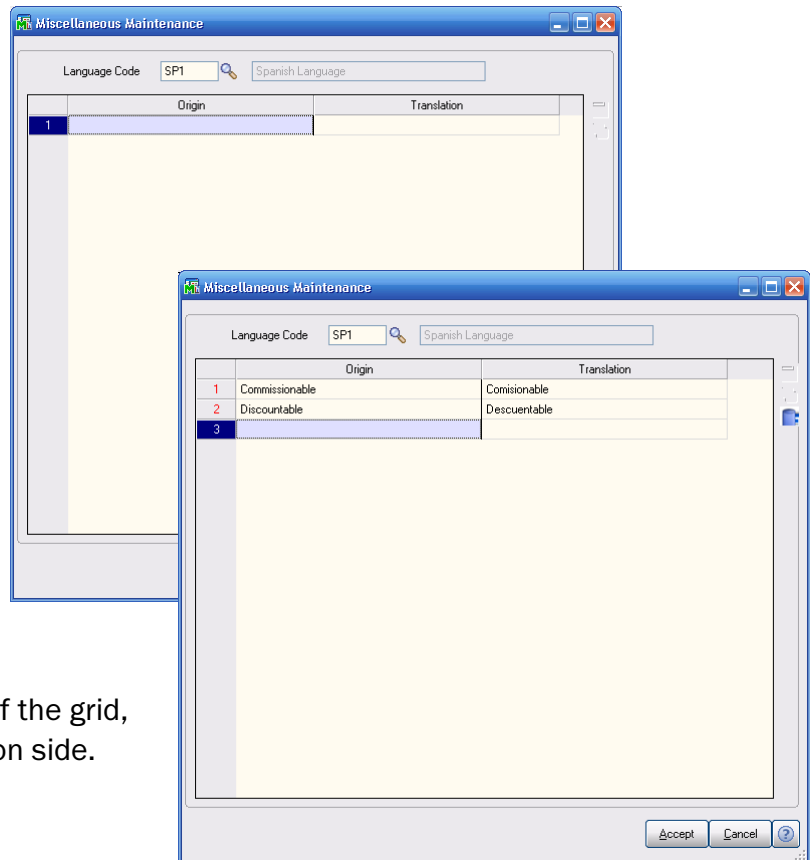 Miscellaneous Maintenance
Language Code SP1 Spanish Language
Origin Translation
1
Miscellaneous Maintenance
Language Code SP1 Spanish Language
Origin Translation
1 Commissionable Comisionable
2 Discountable Descuentable
3
f the grid,
on side.
Accept Cancel ?